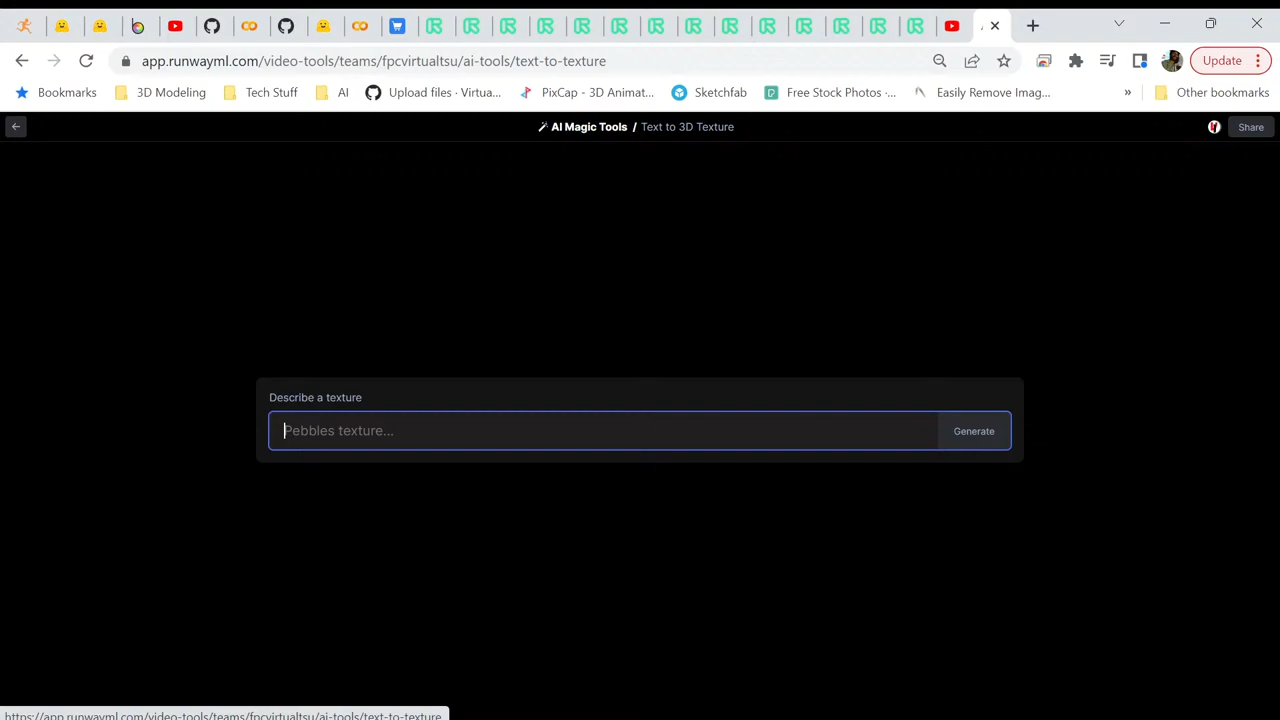 app.runwayml.com/video-tools/teams/fpcvirtualtsu/ai-tools/text-to-texture
Update
Bookmarks
3D Modeling
Tech Stuff
AI
Upload files · Virtua...
PixCap - 3D Animat...
Sketchfab
Free Stock Photos ·...
Easily Remove Imag...
»
Other bookmarks
AI Magic Tools / Text to 3D Texture
Share
Describe a texture
Pebbles texture...
Generate
https://app.runwayml.com/video-tools/teams/fpcvirtualtsu/ai-tools/text-to-texture